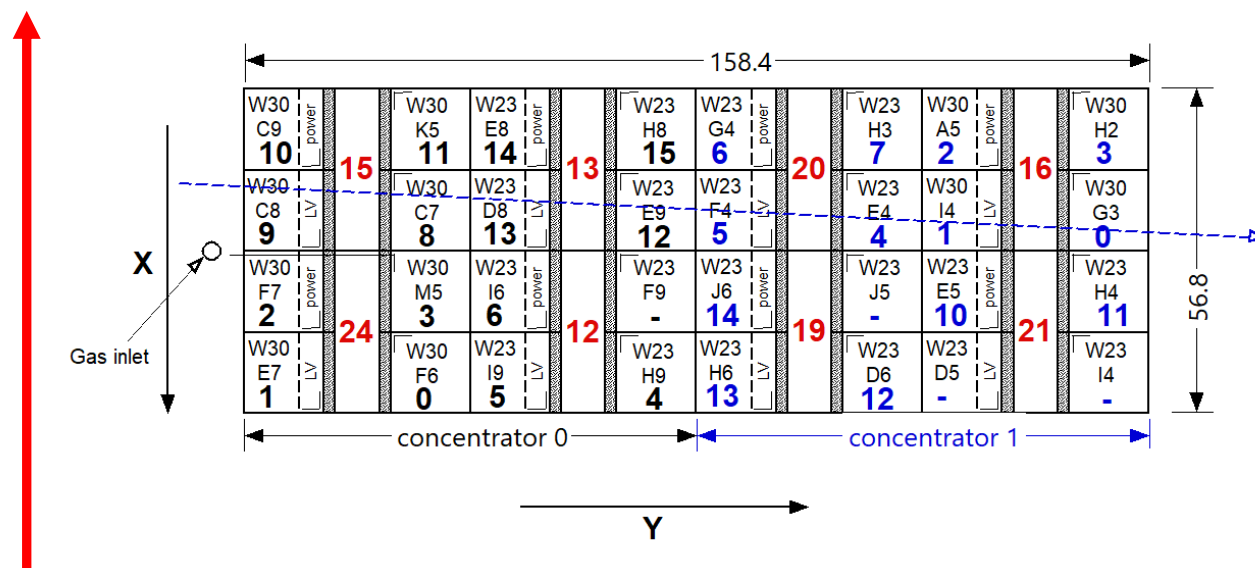 158.4
W30 W30 W23 W23 W23 W23 W30 W30
C9 power K5 E8 power H8 G4 power H3 A5 power H2
10 11 14 15 6 7 2 3
15 13 20 16
W30 W30 W23 W23 W23 W23 W30 W30
C8 LV C7 D8 LV E9 F4 LV E4 I4 LV G3
9 8 13 12 5 4 1 0
X
W30 W30 W23 W23 W23 W23 W23 W23
F7 power M5 I6 power F9 J6 power J5 E5 power H4
2 3 6 - 14 - 10 11
56.8
24 12 19 21
Gas inlet
W30 W30 W23 W23 W23 W23 W23 W23
E7 LV F6 I9 LV H9 H6 LV D6 D5 LV I4
1 0 5 4 13 12 - -
concentrator 0 concentrator 1
Y